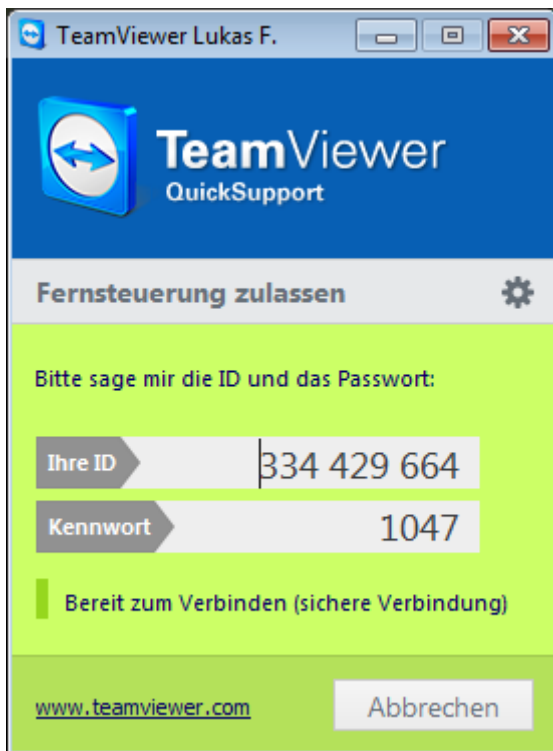 TeamViewer Lukas F.
TeamViewer
QuickSupport
Fernsteuerung zulassen
Bitte sage mir die ID und das Passwort:
Ihre ID 334 429 664
Kennwort 1047
Bereit zum Verbinden (sichere Verbindung)
www.teamviewer.com Abbrechen